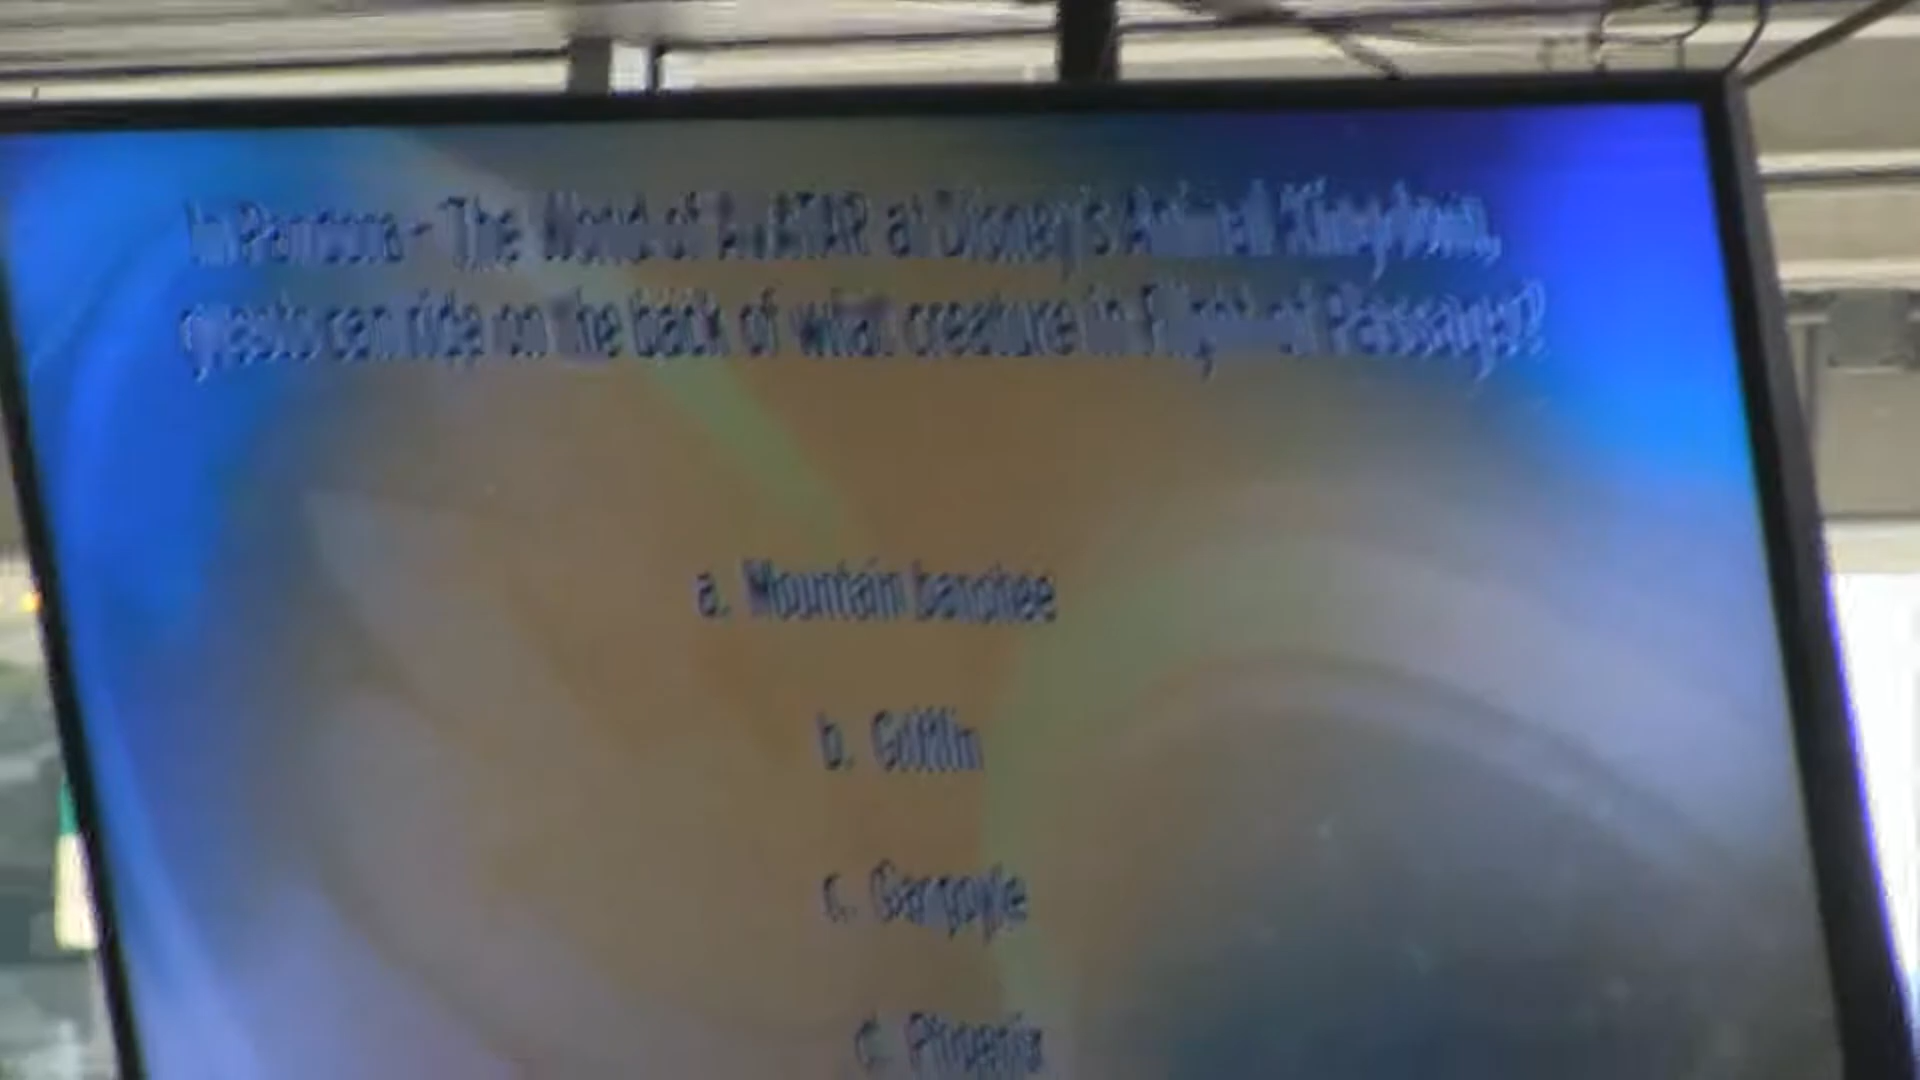 In Pandora - The World of AVATAR at Disney's Animal Kingdom,
guests can ride on the back of what creature in Flight of Passage?
a. Mountain banshee
b. Griffin
c. Gargoyle
d. Phoenix